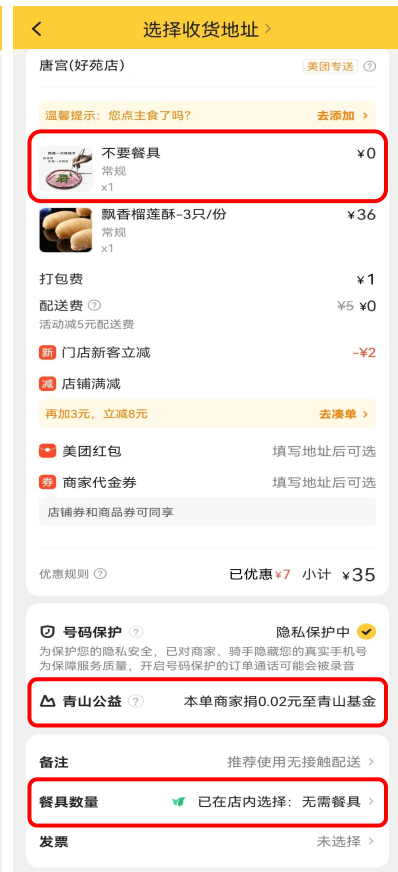 选择收货地址 >
唐宫(好苑店) 美团专送 ?
温馨提示：您点主食了吗? 去添加 >
不要餐具 ¥0
常规
x1
飘香榴莲酥-3只/份 ¥36
常规
x1
打包费 ¥1
配送费 ? ¥5 ¥0
活动减5元配送费
新 门店新客立减 -¥2
减 店铺满减
再加3元，立减8元 去凑单 >
美团红包 填写地址后可选
券 商家代金券 填写地址后可选
店铺券和商品券可同享
优惠规则 ? 已优惠¥7 小计 ¥35
号码保护 ? 隐私保护中
为保护您的隐私安全，已对商家、骑手隐藏您的真实手机号
为保障服务质量，开启号码保护的订单通话可能会被录音
青山公益 ? 本单商家捐0.02元至青山基金
备注 推荐使用无接触配送 >
餐具数量 已在店内选择：无需餐具 >
发票 未选择 >